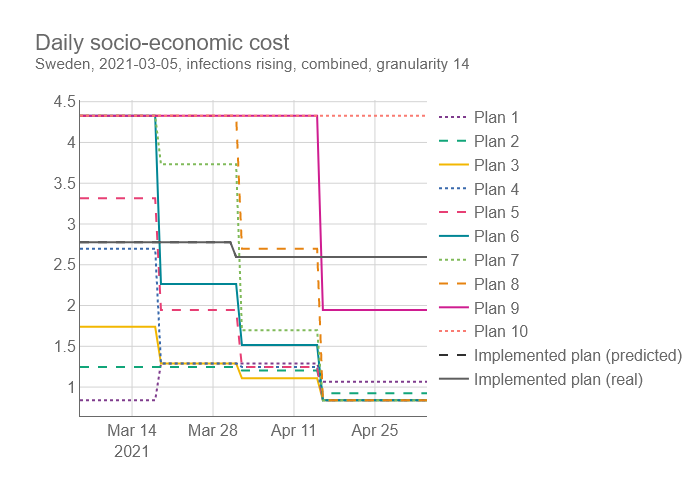 Daily socio-economic cost
Sweden, 2021-03-05, infections rising, combined, granularity 14
4.5
4
3.5
3
2.5
2
1.5
1
Mar 14
2021
Mar 28
Apr 11
Apr 25
Plan 1
Plan 2
Plan 3
Plan 4
Plan 5
Plan 6
Plan 7
Plan 8
Plan 9
Plan 10
Implemented plan (predicted)
Implemented plan (real)